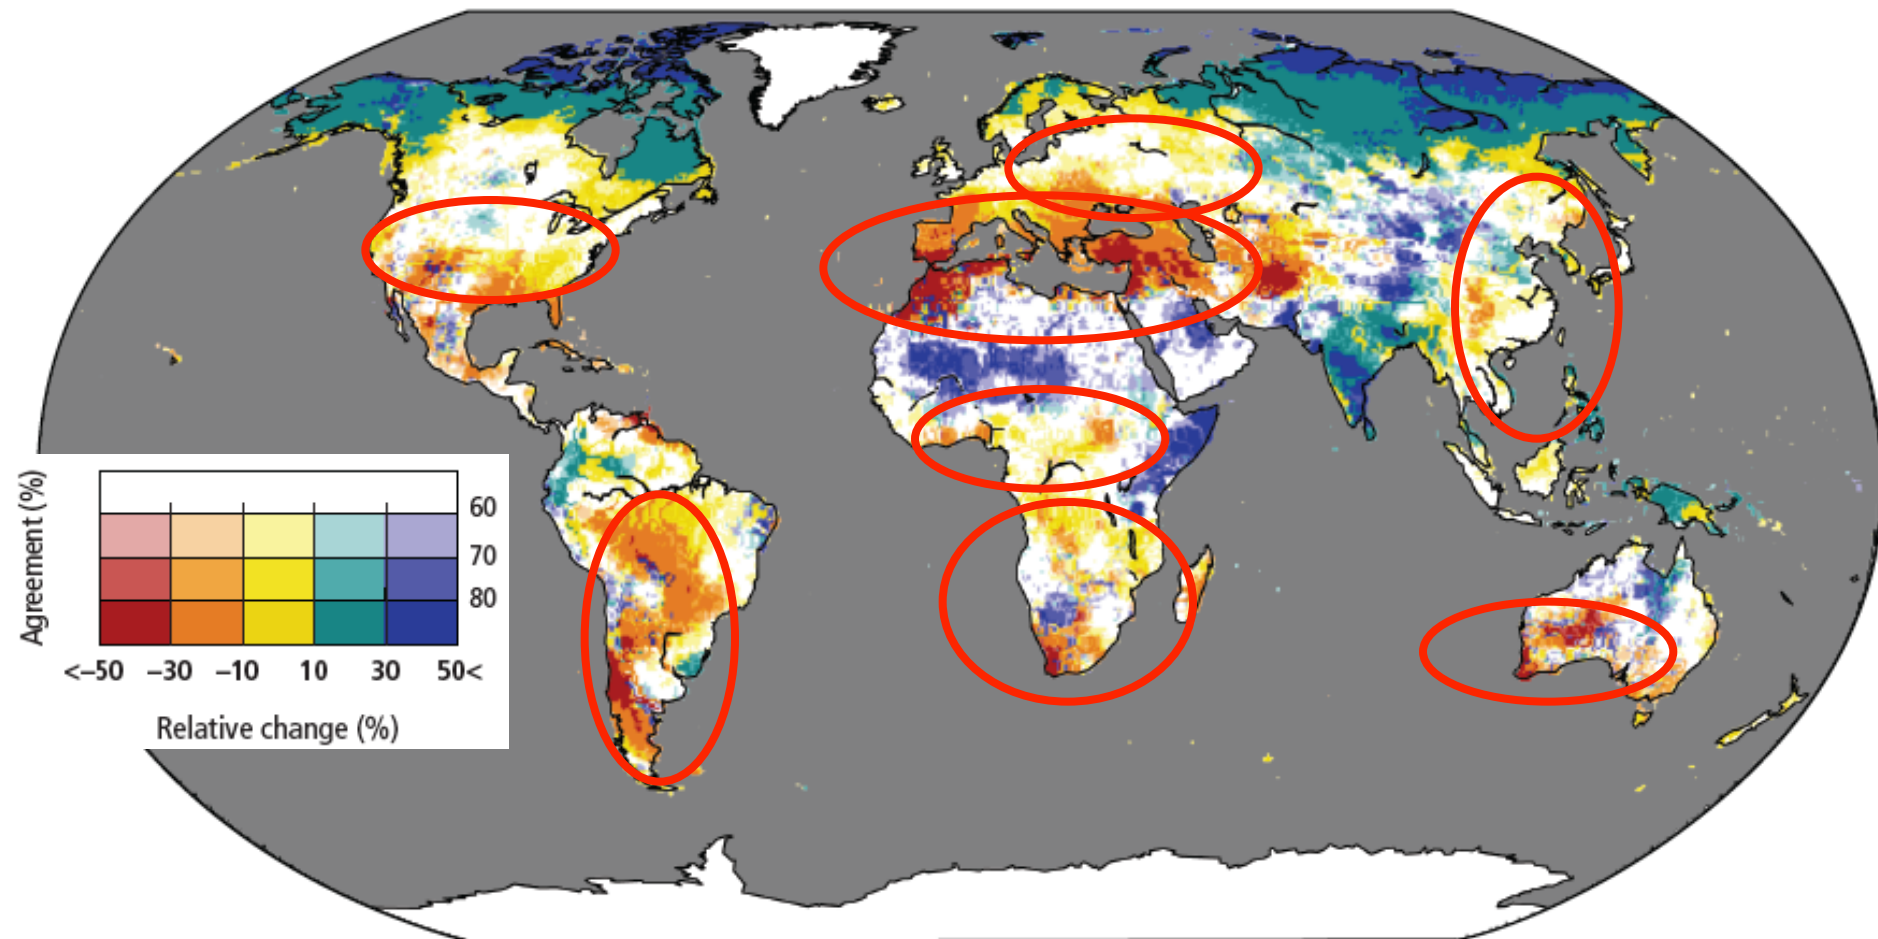 Agreement (%)
60
70
80
<–50 –30 –10 10 30 50<
Relative change (%)